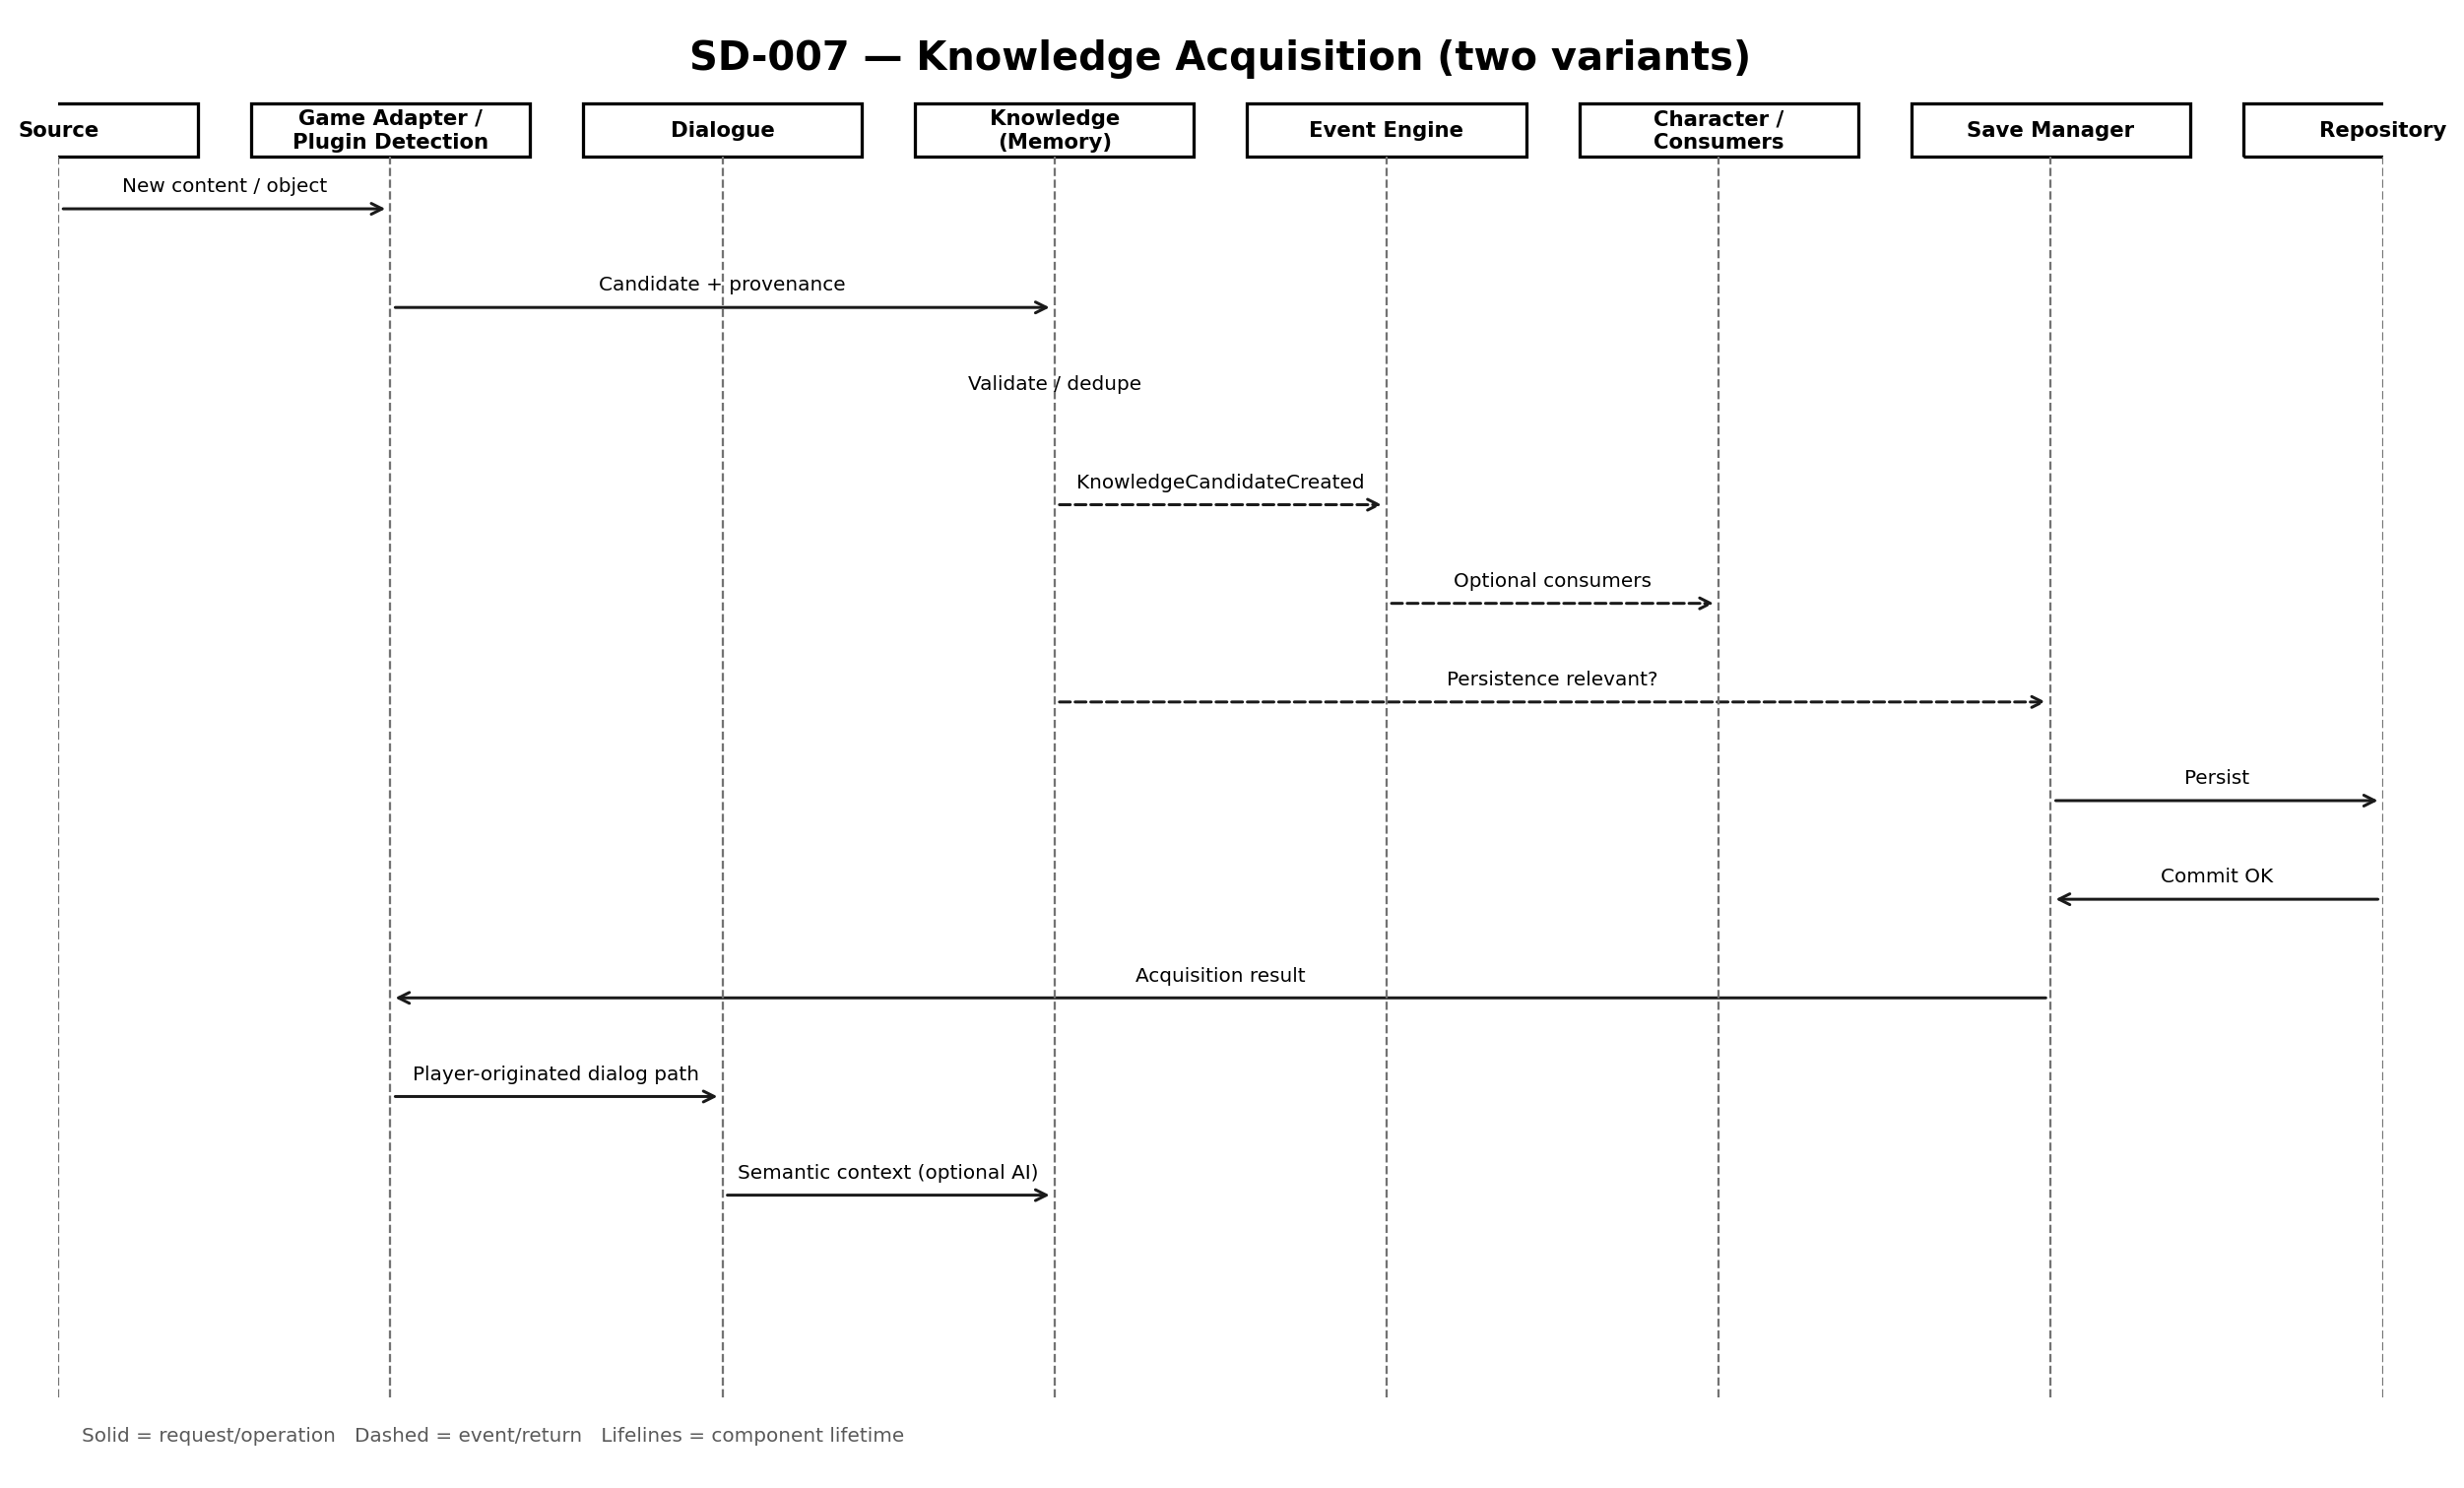 SD-007 — Knowledge Acquisition (two variants)
Source
Game Adapter /
Plugin Detection
Dialogue
Knowledge
(Memory)
Event Engine
Character /
Consumers
Save Manager
Repository
New content / object
Candidate + provenance
Validate / dedupe
KnowledgeCandidateCreated
Optional consumers
Persistence relevant?
Persist
Commit OK
Acquisition result
Player-originated dialog path
Semantic context (optional AI)
Solid = request/operation   Dashed = event/return   Lifelines = component lifetime